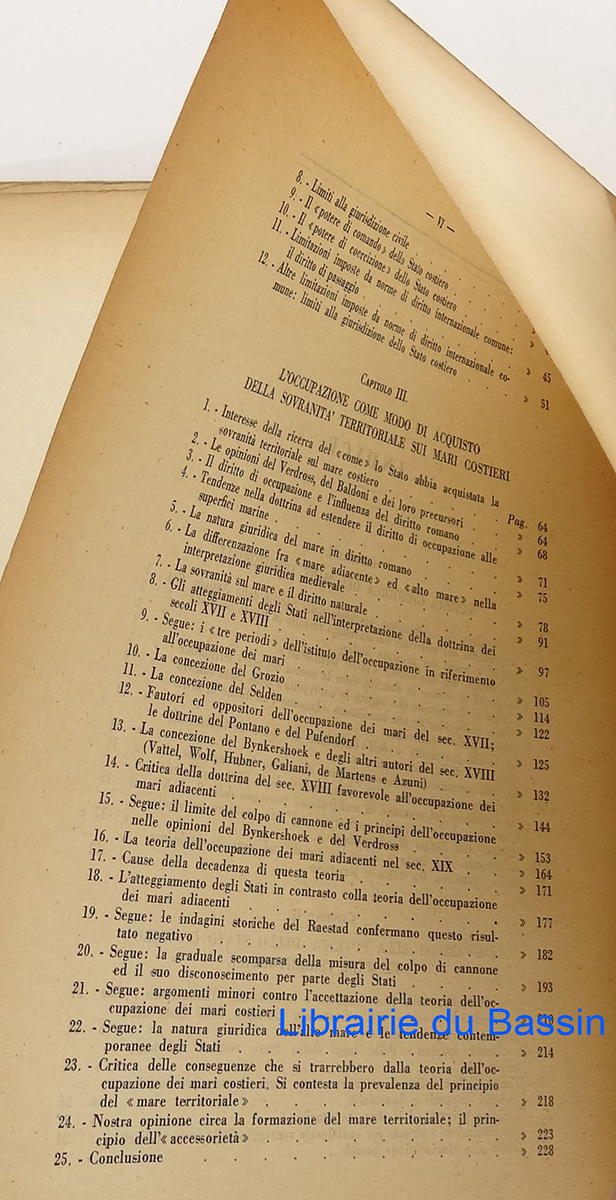 — VI —
8. - Limiti alla giurisdizione civile
9. - Il «potere di comando» dello Stato costiero
10. - Il «potere di coercizione» dello Stato costiero
11. - Limitazioni imposte da norme di diritto internazionale comune:
il diritto di passaggio » 45
12. - Altre limitazioni imposte da norme di diritto internazionale co-
mune: limiti alla giurisdizione dello Stato costiero » 51
CAPITOLO III.
L'OCCUPAZIONE COME MODO DI ACQUISTO
DELLA SOVRANITA' TERRITORIALE SUI MARI COSTIERI
1. - Interesse della ricerca del «come» lo Stato abbia acquistata la
sovranità territoriale sul mare costiero Pag. 64
2. - Le opinioni del Verdross, del Baldoni e dei loro precursori » 64
3. - Il diritto di occupazione e l'influenza del diritto romano » 68
4. - Tendenze nella dottrina ad estendere il diritto di occupazione alle
superfici marine » 71
5. - La natura giuridica del mare in diritto romano » 75
6. - La differenziazione fra «mare adiacente» ed «alto mare» nella
interpretazione giuridica medievale » 78
7. - La sovranità sul mare e il diritto naturale » 91
8. - Gli atteggiamenti degli Stati nell'interpretazione della dottrina dei
secoli XVII e XVIII » 97
9. - Segue: i «tre periodi» dell'istituto dell'occupazione in riferimento
all'occupazione dei mari » 105
10. - La concezione del Grozio » 114
11. - La concezione del Selden » 122
12. - Fautori ed oppositori dell'occupazione dei mari del sec. XVII;
le dottrine del Pontano e del Pufendorf » 125
13. - La concezione del Bynkershoek e degli altri autori del sec. XVIII
(Vattel, Wolf, Hubner, Galiani, de Martens e Azuni) » 132
14. - Critica della dottrina del sec. XVIII favorevole all'occupazione dei
mari adiacenti » 144
15. - Segue: il limite del colpo di cannone ed i principi dell'occupazione
nelle opinioni del Bynkershoek e del Verdross » 153
16. - La teoria dell'occupazione dei mari adiacenti nel sec. XIX » 164
17. - Cause della decadenza di questa teoria » 171
18. - L'atteggiamento degli Stati in contrasto colla teoria dell'occupazione
dei mari adiacenti » 177
19. - Segue: le indagini storiche del Raestad confermano questo risul-
tato negativo » 182
20. - Segue: la graduale scomparsa della misura del colpo di cannone
ed il suo disconoscimento per parte degli Stati » 193
21. - Segue: argomenti minori contro l'accettazione della teoria dell'oc-
cupazione dei mari costieri
Librairie du Bassin
22. - Segue: la natura giuridica dell'alto mare e le tendenze contem-
poranee degli Stati » 214
23. - Critica delle conseguenze che si trarrebbero dalla teoria dell'oc-
cupazione dei mari costieri. Si contesta la prevalenza del principio
del «mare territoriale» » 218
24. - Nostra opinione circa la formazione del mare territoriale; il prin-
cipio dell'«accessorietà» » 223
25. - Conclusione » 228